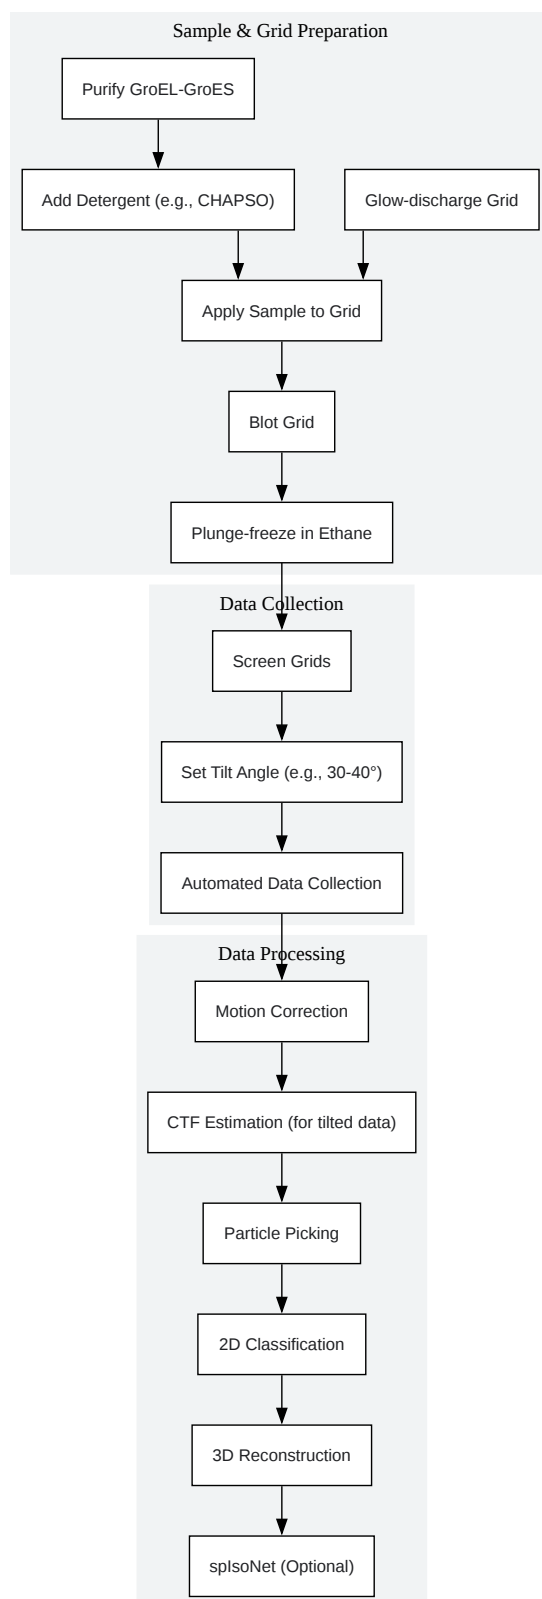 Sample & Grid Preparation
Purify GroEL-GroES
Add Detergent (e.g., CHAPSO)
Glow-discharge Grid
Apply Sample to Grid
Blot Grid
Plunge-freeze in Ethane
Data Collection
Screen Grids
Set Tilt Angle (e.g., 30-40°)
Automated Data Collection
Data Processing
Motion Correction
CTF Estimation (for tilted data)
Particle Picking
2D Classification
3D Reconstruction
spIsoNet (Optional)